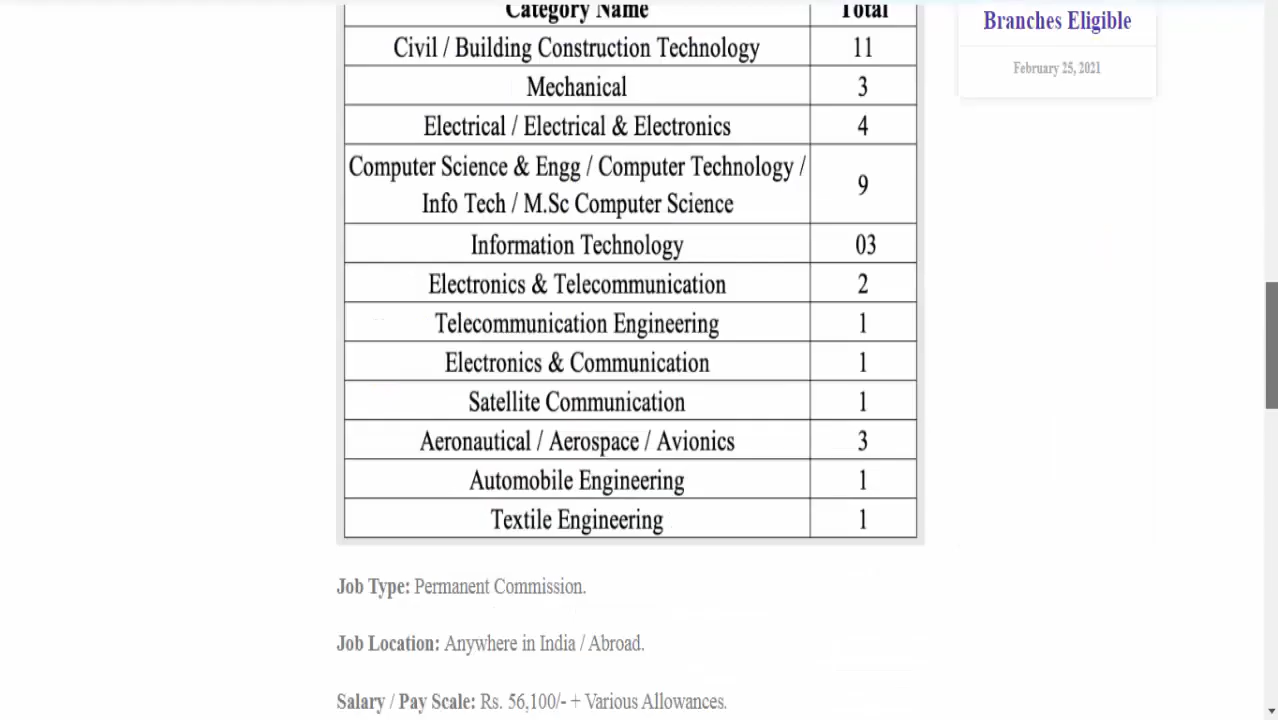 Category Name Total
Civil / Building Construction Technology 11
Mechanical 3
Electrical / Electrical & Electronics 4
Computer Science & Engg / Computer Technology /
Info Tech / M.Sc Computer Science 9
Information Technology 03
Electronics & Telecommunication 2
Telecommunication Engineering 1
Electronics & Communication 1
Satellite Communication 1
Aeronautical / Aerospace / Avionics 3
Automobile Engineering 1
Textile Engineering 1
Job Type: Permanent Commission.
Job Location: Anywhere in India / Abroad.
Salary / Pay Scale: Rs. 56,100/- + Various Allowances.
Branches Eligible
February 25, 2021